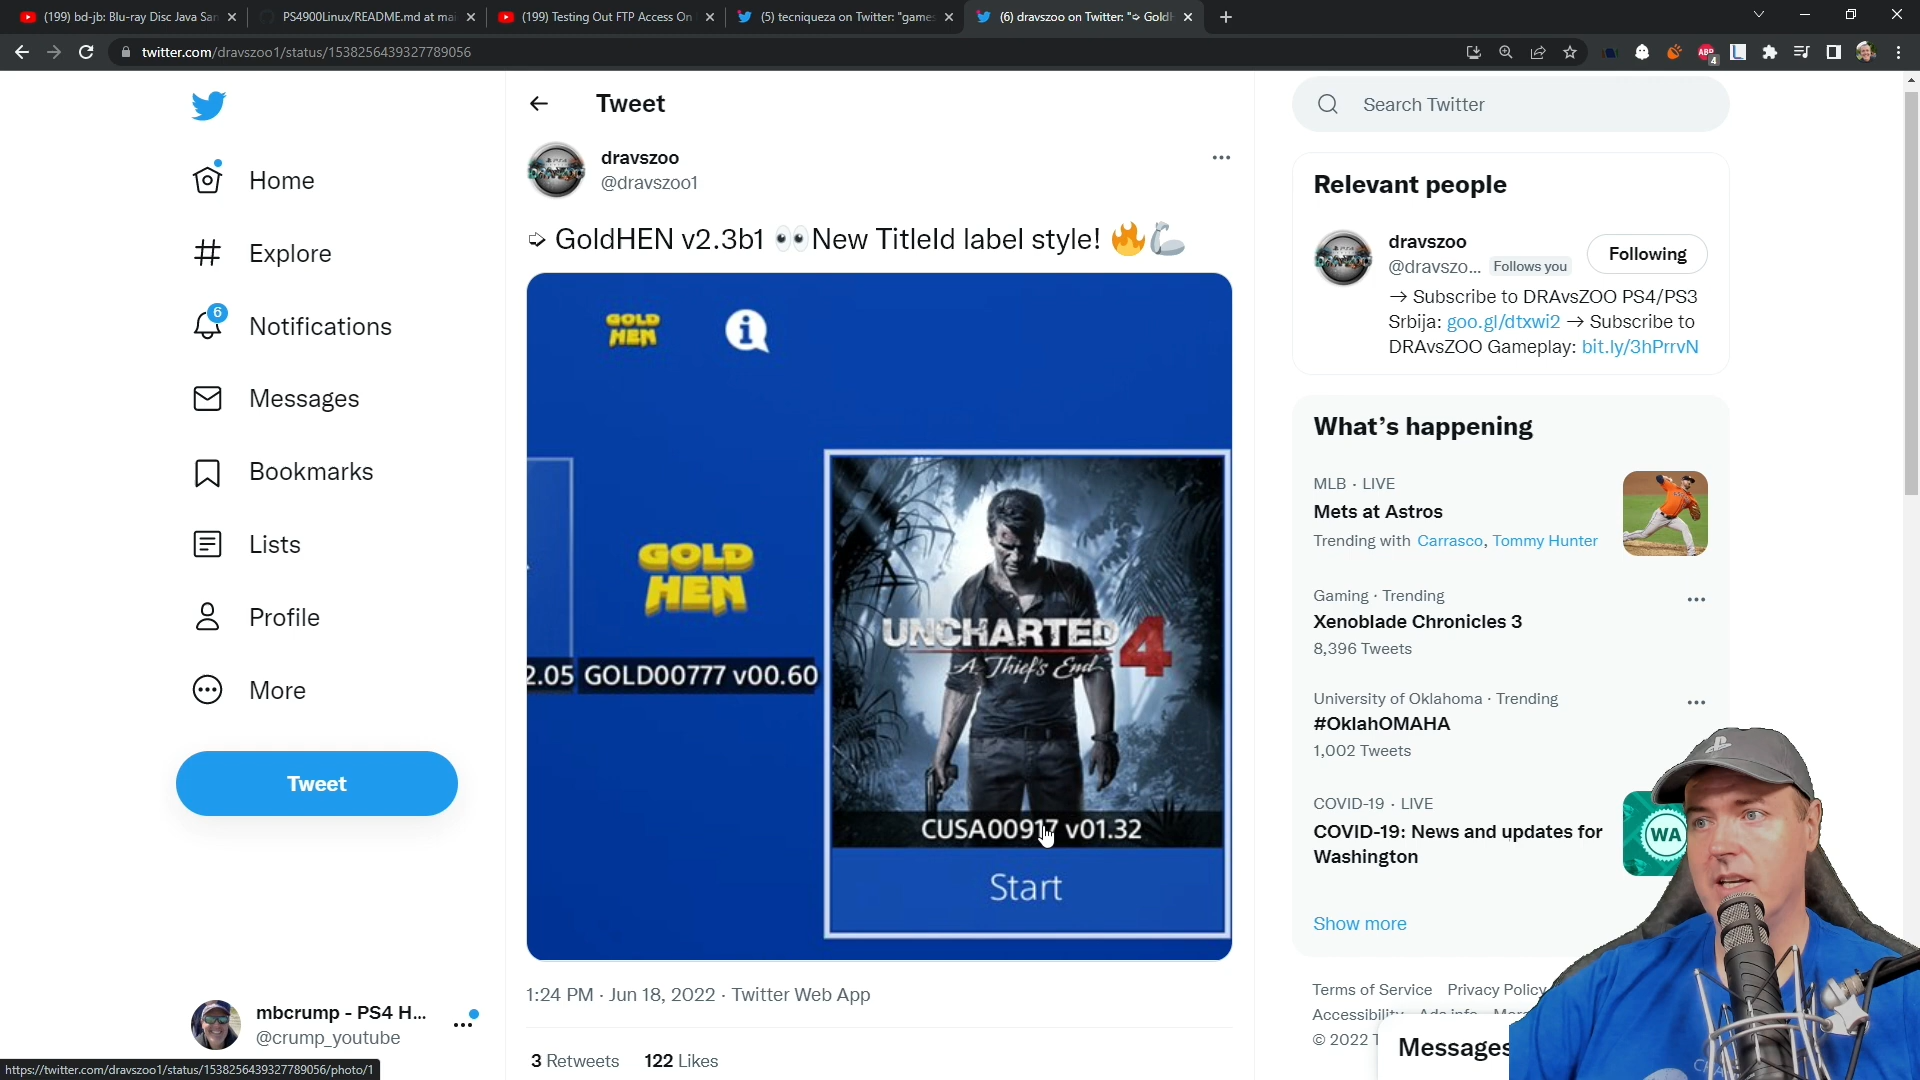 (199) bd-jb: Blu-ray Disc Java San
PS4900Linux/README.md at mai
(199) Testing Out FTP Access On
(5) tecniqueza on Twitter: "games
(6) dravszoo on Twitter: "➩ GoldH
twitter.com/dravszoo1/status/1538256439327789056
ABP
4
Home
Explore
6
Notifications
Messages
Bookmarks
Lists
Profile
More
Tweet
mbcrump - PS4 H...
@crump_youtube
https://twitter.com/dravszoo1/status/1538256439327789056/photo/1
Tweet
dravszoo
@dravszoo1
➩ GoldHEN v2.3b1 👀New TitleId label style! 🔥🦾
GOLD
HEN
GOLD
HEN
2.05
GOLD00777 v00.60
UNCHARTED 4
A Thief's End
CUSA00917 v01.32
Start
1:24 PM · Jun 18, 2022 · Twitter Web App
3 Retweets 122 Likes
Search Twitter
Relevant people
dravszoo
@dravszo... Follows you
Following
→ Subscribe to DRAvsZOO PS4/PS3
Srbija: goo.gl/dtxwi2 → Subscribe to
DRAvsZOO Gameplay: bit.ly/3hPrrvN
What's happening
MLB · LIVE
Mets at Astros
Trending with Carrasco, Tommy Hunter
Gaming · Trending
Xenoblade Chronicles 3
8,396 Tweets
University of Oklahoma · Trending
#OklahOMAHA
1,002 Tweets
COVID-19 · LIVE
COVID-19: News and updates for
Washington
WA
Show more
Terms of Service Privacy Policy
Accessibility Ads info More
© 2022 T
Messages